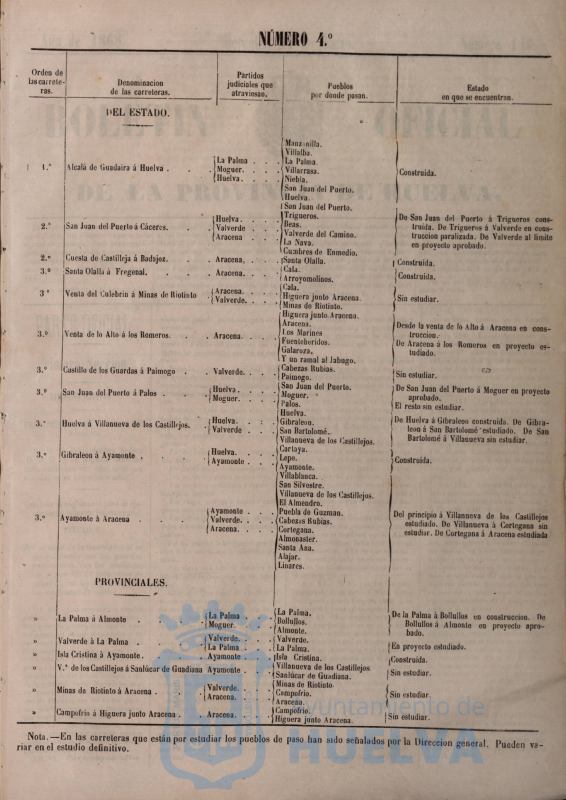 NÚMERO 4.º
Orden de las carreteras. Denominacion de las carreteras. Partidos judiciales que atraviesan. Pueblos por donde pasan. Estado en que se encuentran.
DEL ESTADO.
1.º Alcalá de Guadaira á Huelva . . La Palma . . . Moguer. . . . Huelva. . . .
Manzanilla.
Villalba.
La Palma.
Villarrasa.
Niebla.
San Juan del Puerto.
Huelva.
Construida.
2.º San Juan del Puerto á Cáceres. . . Huelva. . . . Valverde . . . Aracena . . .
San Juan del Puerto.
Trigueros.
Beas.
Valverde del Camino.
La Nava.
Cumbres de Enmedio.
De San Juan del Puerto á Trigueros construida. De Trigueros á Valverde en construccion paralizada. De Valverde al límite en proyecto aprobado.
2.º Cuesta de Castilleja á Badajoz. . . Aracena. . . . Santa Olalla. Construida.
3.º Santa Olalla á Fregenal. . . . Aracena. . . .
Cala.
Arroyomolinos.
Construida.
3.º Venta del Culebrin á Minas de Riotinto Aracena. . . . Valverde. . . .
Cala.
Higuera junto Aracena.
Minas de Riotinto.
Sin estudiar.
3.º Venta de lo Alto á los Romeros. . . Aracena. . . .
Higuera junto Aracena.
Aracena.
Los Marines
Fuenteheridos.
Galaroza.
Y un ramal al Jabugo.
Desde la venta de lo Alto á Aracena en construccion.
De Aracena á los Romeros en proyecto estudiado.
3.º Castillo de los Guardas á Paimogo . . Valverde. . . .
Cabezas Rubias.
Paimogo.
Sin estudiar.
3.º San Juan del Puerto á Palos. . . Huelva. . . . Moguer. . . .
San Juan del Puerto.
Moguer.
Palos.
De San Juan del Puerto á Moguer en proyecto aprobado.
El resto sin estudiar.
3.º Huelva á Villanueva de los Castillejos. Huelva. . . . Valverde . . .
Huelva.
Gibraleon.
San Bartolomé.
Villanueva de los Castillejos.
De Huelva á Gibraleon construida. De Gibraleon á San Bartolomé estudiado. De San Bartolomé á Villanueva sin estudiar.
3.º Gibraleon á Ayamonte . . . Huelva. . . . Ayamonte. . . .
Cartaya.
Lepe.
Ayamonte.
Construida.
3.º Ayamonte á Aracena . . . Ayamonte . . . Valverde. . . . Aracena. . . .
Villablanca.
San Silvestre.
Villanueva de los Castillejos.
El Almendro.
Puebla de Guzman.
Cabezas Rubias.
Cortegana.
Almonaster.
Santa Ana.
Alajar.
Linares.
Del principio á Villanueva de los Castillejos estudiado. De Villanueva á Cortegana sin estudiar. De Cortegana á Aracena estudiada
PROVINCIALES.
» La Palma á Almonte . . . La Palma . . . Moguer. . . .
La Palma.
Bollullos.
Almonte.
De la Palma á Bollullos en construccion. De Bollullos á Almonte en proyecto aprobado.
» Valverde á La Palma . . . Valverde. . . . La Palma . . .
Valverde.
La Palma.
En proyecto estudiado.
» Isla Cristina á Ayamonte. . . Ayamonte . . . Isla Cristina. Construida.
» V.ª de los Castillejos á Sanlúcar de Guadiana Ayamonte . . .
Villanueva de los Castillejos
Sanlúcar de Guadiana.
Sin estudiar.
» Minas de Riotinto á Aracena . . . Valverde. . . . Aracena. . . .
Minas de Riotinto
Campofrio.
Aracena.
Sin estudiar.
» Campofrio á Higuera junto Aracena . . Aracena. . . .
Campofrio.
Higuera junto Aracena.
Sin estudiar.
Nota.—En las carreteras que están por estudiar los pueblos de paso han sido señalados por la Direccion general. Pueden va-
riar en el estudio definitivo.
Ayuntamiento de
HUELVA